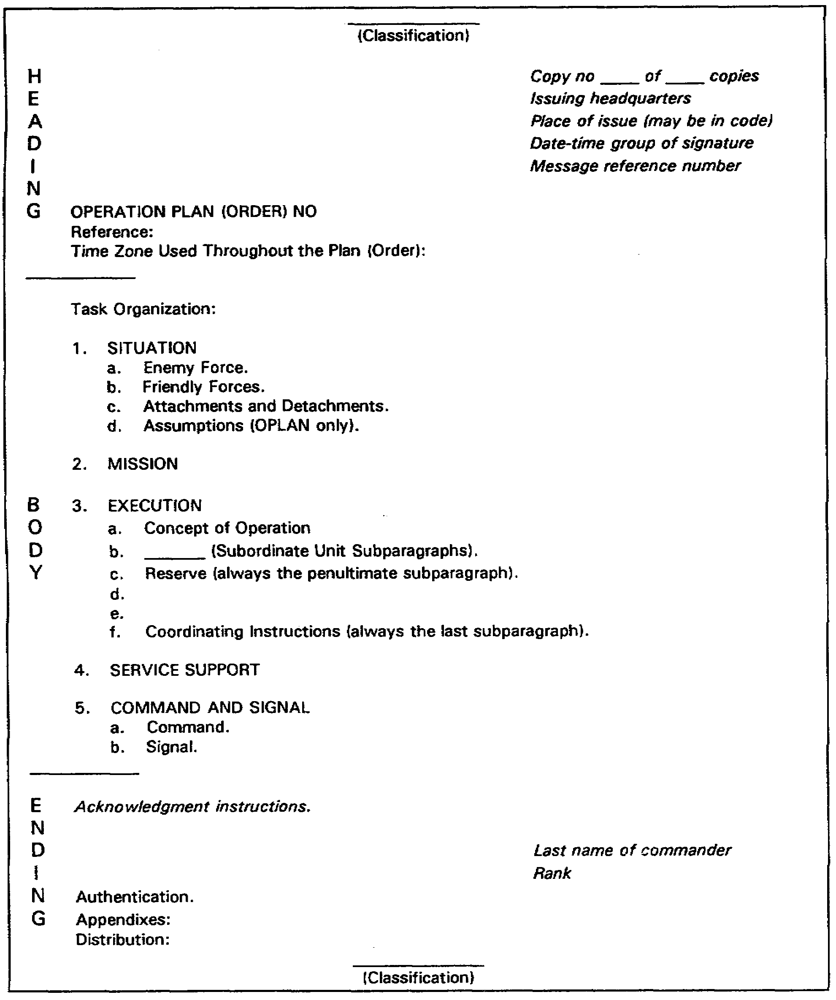 (Classification)
HEADING
Copy no ____ of ____ copies
Issuing headquarters
Place of issue (may be in code)
Date-time group of signature
Message reference number
OPERATION PLAN (ORDER) NO
Reference:
Time Zone Used Throughout the Plan (Order):
Task Organization:
1. SITUATION
a. Enemy Force.
b. Friendly Forces.
c. Attachments and Detachments.
d. Assumptions (OPLAN only).
2. MISSION
BODY
3. EXECUTION
a. Concept of Operation
b. ______ (Subordinate Unit Subparagraphs).
c. Reserve (always the penultimate subparagraph).
d.
e.
f. Coordinating Instructions (always the last subparagraph).
4. SERVICE SUPPORT
5. COMMAND AND SIGNAL
a. Command.
b. Signal.
ENDING
Acknowledgment instructions.
Last name of commander
Rank
Authentication.
Appendixes:
Distribution:
(Classification)